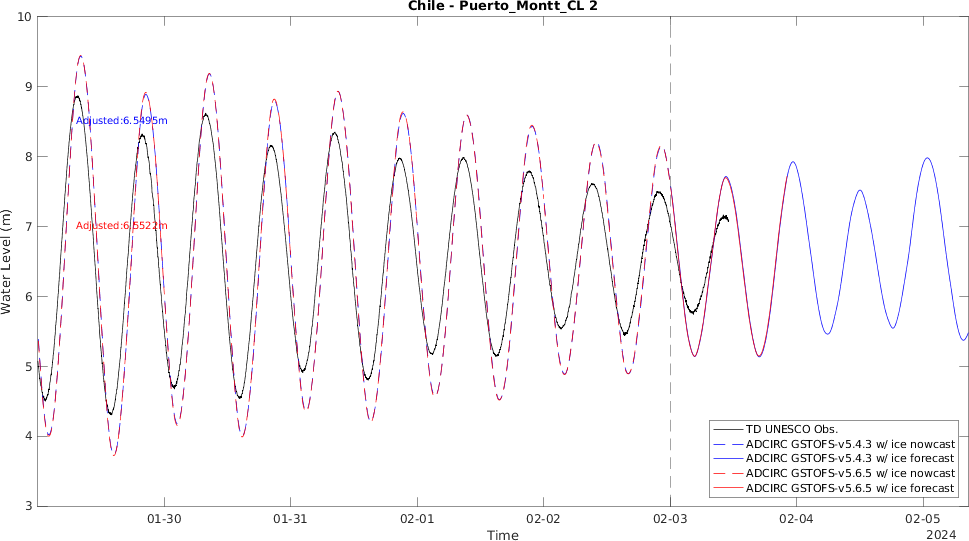 Chile - Puerto_Montt_CL 2
10
9
8
7
6
5
4
3
Water Level (m)
Adjusted:6.5495m
Adjusted:6.5522m
TD UNESCO Obs.
ADCIRC GSTOFS-v5.4.3 w/ ice nowcast
ADCIRC GSTOFS-v5.4.3 w/ ice forecast
ADCIRC GSTOFS-v5.6.5 w/ ice nowcast
ADCIRC GSTOFS-v5.6.5 w/ ice forecast
01-30 01-31 02-01 02-02 02-03 02-04 02-05
Time
2024